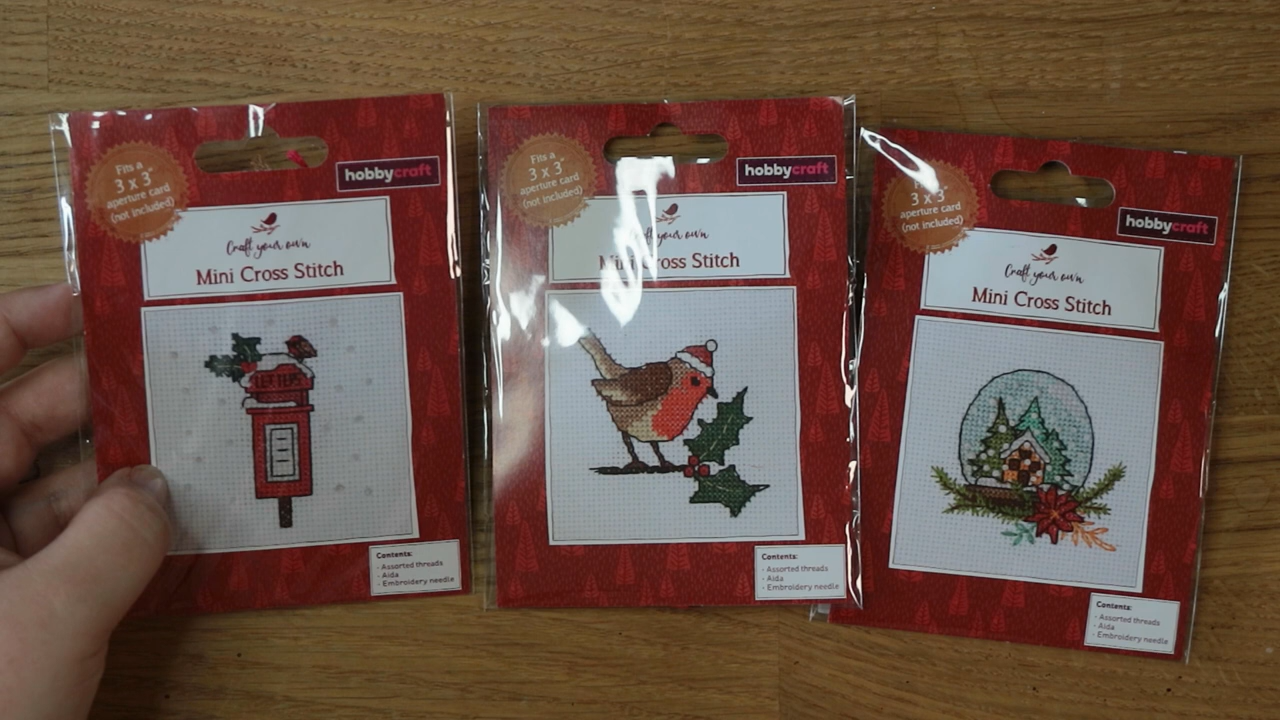 Fits a
3 x 3"
aperture card
(not included)
hobbycraft
Craft your own
Mini Cross Stitch
LETTERS
Contents:
- Assorted threads
- Aida
- Embroidery needle
Fits a
3 x 3"
aperture card
(not included)
hobbycraft
your own
Mini Cross Stitch
Contents:
- Assorted threads
- Aida
- Embroidery needle
3 x 3"
aperture card
(not included)
hobbycraft
Craft your own
Mini Cross Stitch
Contents:
- Assorted threads
- Aida
- Embroidery needle